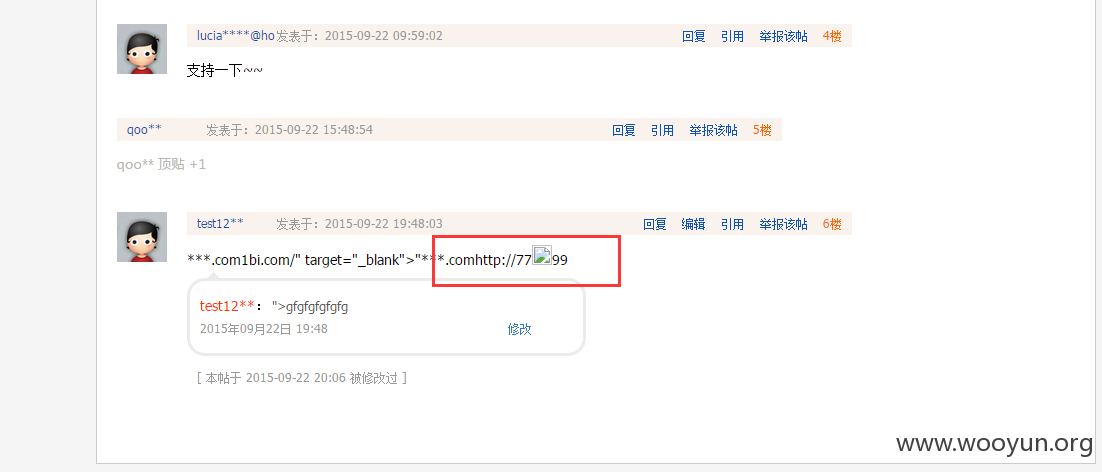 lucia****@ho 发表于：2015-09-22 09:59:02 回复 引用 举报该帖 4楼
支持一下~~
qoo** 发表于：2015-09-22 15:48:54 回复 引用 举报该帖 5楼
qoo** 顶贴 +1
test12** 发表于：2015-09-22 19:48:03 回复 编辑 引用 举报该帖 6楼
***.com1bi.com/" target="_blank">"***.comhttp://7799
test12**：">gfgfgfgfgfg
2015年09月22日 19:48 修改
[ 本帖于 2015-09-22 20:06 被修改过 ]
www.wooyun.org